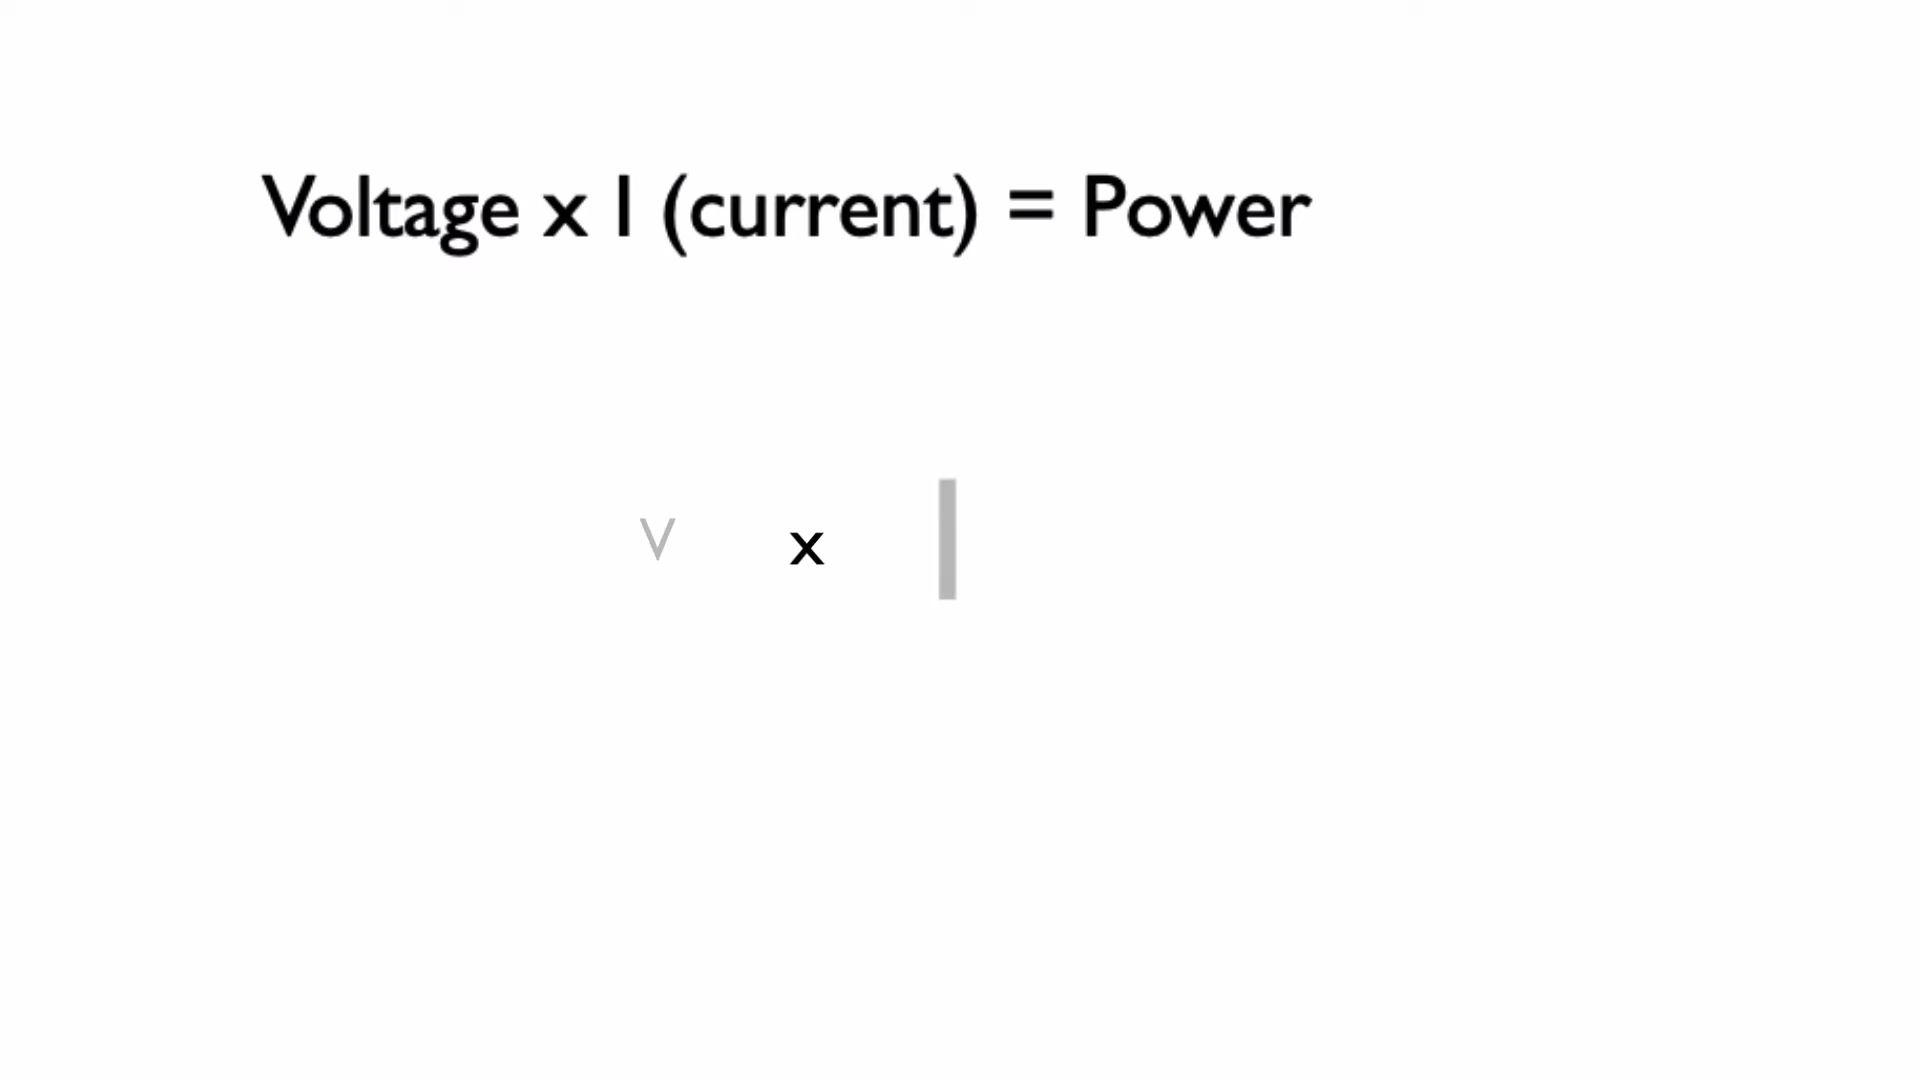 Voltage x I (current) = Power
V x I